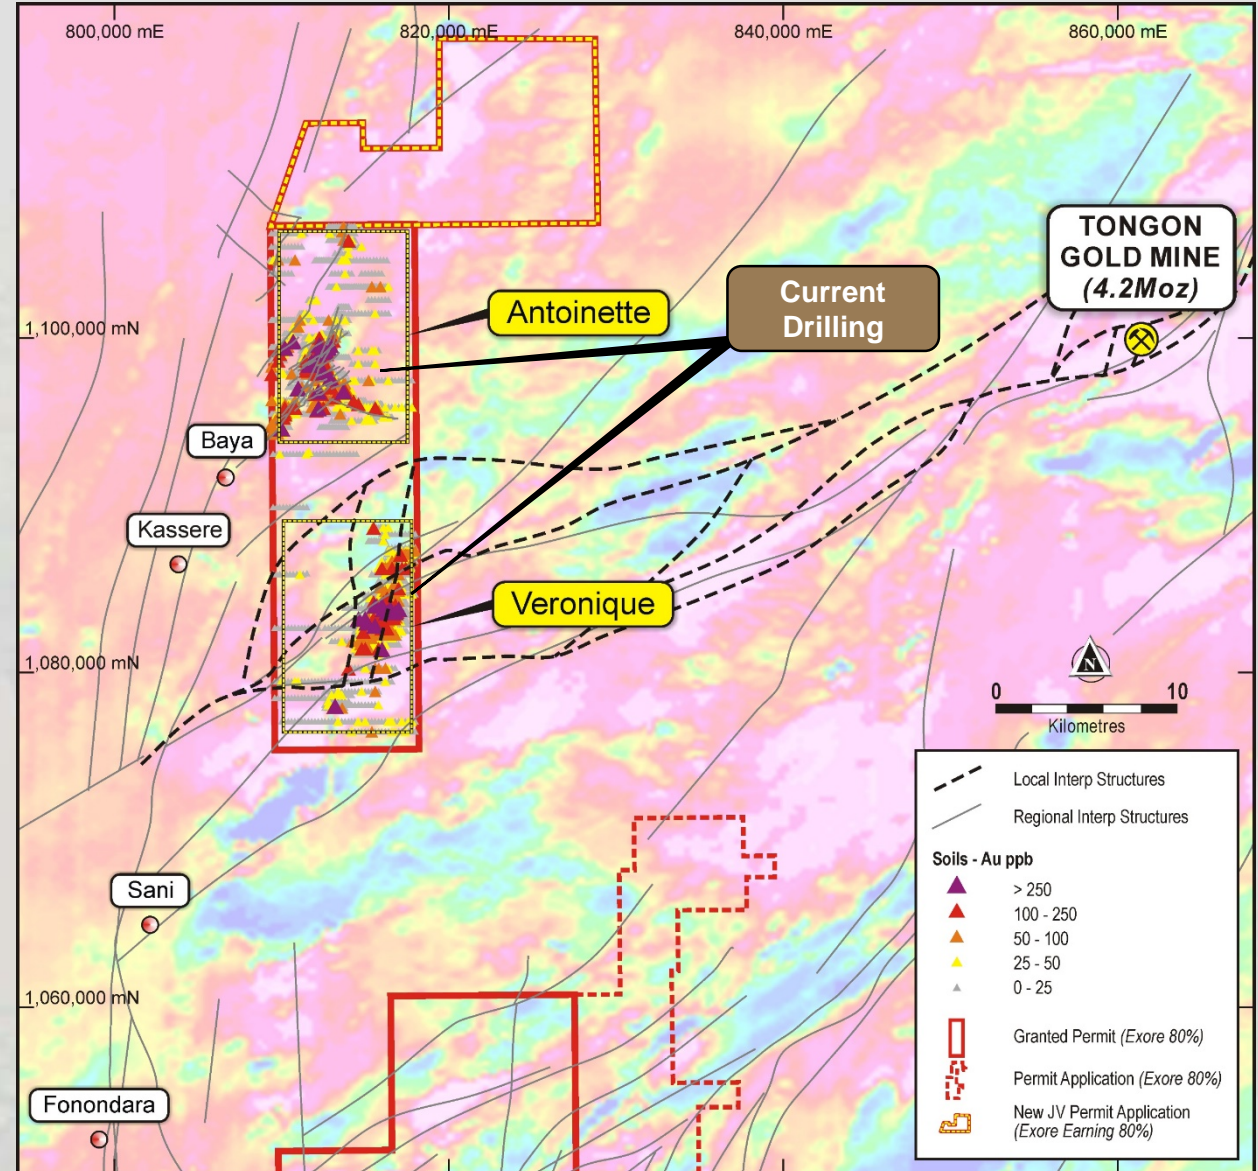 800,000 mE
820,000 mE
840,000 mE
860,000 mE
TONGON
GOLD MINE
(4.2Moz)
Current
Drilling
Antoinette
1,100,000 mN
Baya
Kassere
Veronique
1,080,000 mN
N
0 10
Kilometres
Local Interp Structures
Regional Interp Structures
Soils - Au ppb
> 250
100 - 250
50 - 100
25 - 50
0 - 25
Granted Permit (Exore 80%)
Permit Application (Exore 80%)
New JV Permit Application
(Exore Earning 80%)
Sani
1,060,000 mN
Fonondara